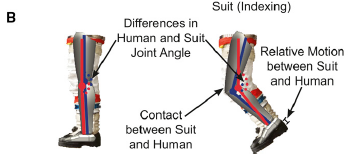 Suit (Indexing)
B
Differences in
Human and Suit
Joint Angle
Relative Motion
between Suit
and Human
Contact
between Suit
and Human